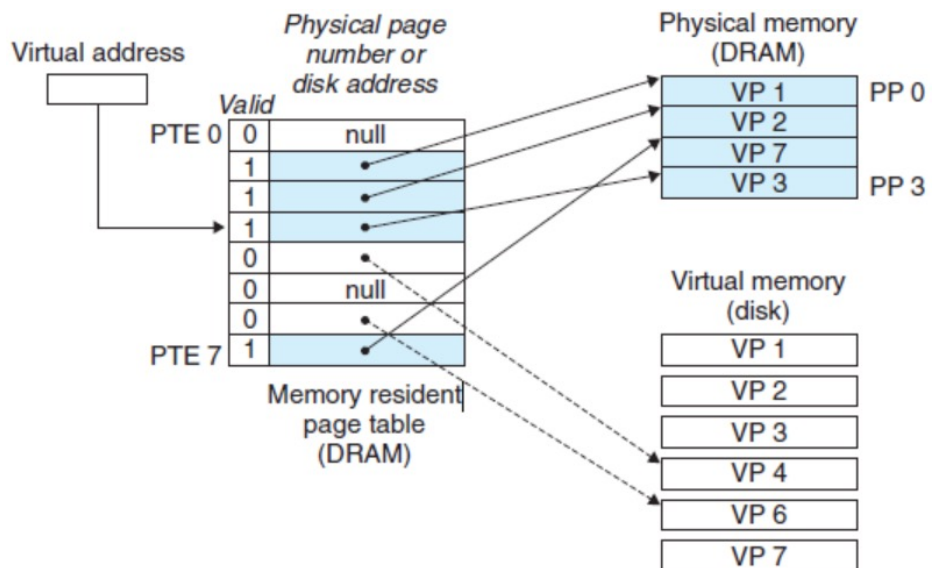 Virtual address
Physical page
number or
disk address
Valid
PTE 0 0 null
1
1
1
0
0 null
0
PTE 7 1
Memory resident
page table
(DRAM)
Physical memory
(DRAM)
VP 1 PP 0
VP 2
VP 7
VP 3 PP 3
Virtual memory
(disk)
VP 1
VP 2
VP 3
VP 4
VP 6
VP 7